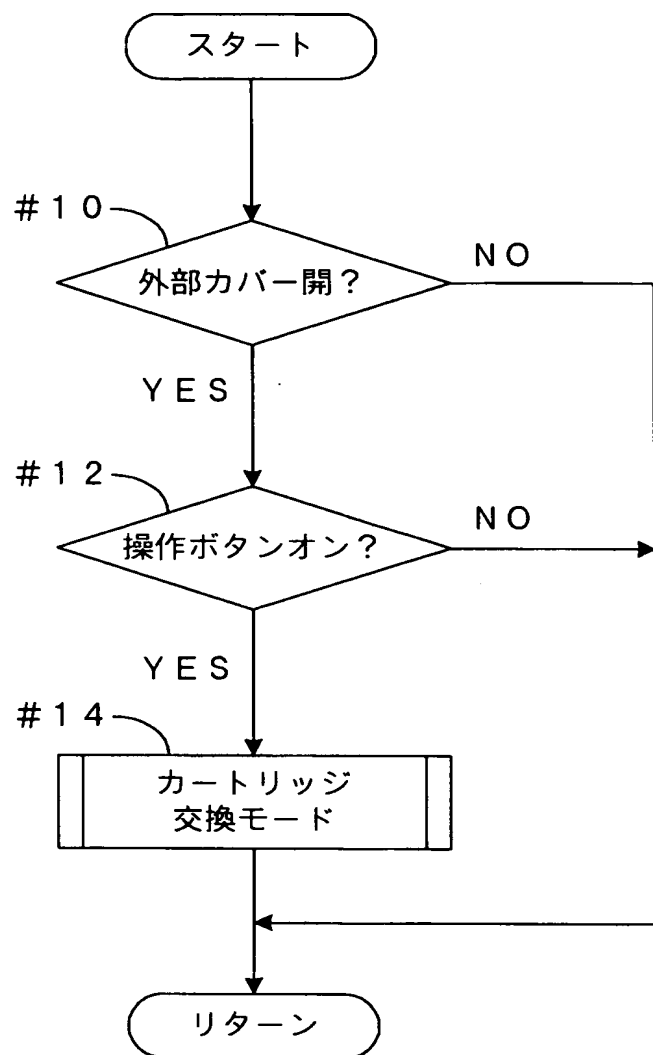 スタート
#10
外部カバー開?
NO
YES
#12
操作ボタンオン?
NO
YES
#14
カートリッジ
交換モード
リターン